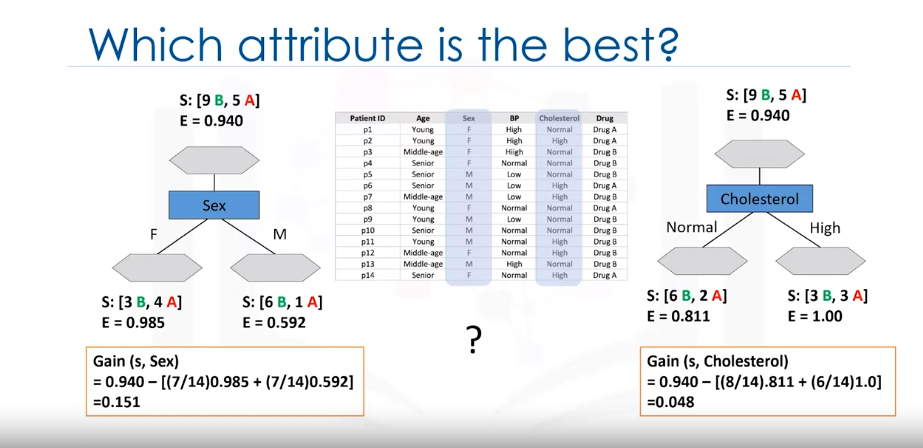 Which attribute is the best?
S: [9 B, 5 A]
E = 0.940
Sex
F
M
S: [3 B, 4 A]
E = 0.985
S: [6 B, 1 A]
E = 0.592
Gain (s, Sex)
= 0.940 – [(7/14)0.985 + (7/14)0.592]
=0.151
Patient ID Age Sex BP Cholesterol Drug
p1 Young F High Normal Drug A
p2 Young F High High Drug A
p3 Middle-age F High Normal Drug B
p4 Senior F Normal Normal Drug B
p5 Senior M Low Normal Drug B
p6 Senior M Low High Drug A
p7 Middle-age M Low High Drug B
p8 Young F Normal Normal Drug A
p9 Young M Low Normal Drug B
p10 Senior M Normal Normal Drug B
p11 Young M Normal High Drug B
p12 Middle-age F Normal High Drug B
p13 Middle-age M High Normal Drug B
p14 Senior F Normal High Drug A
?
S: [9 B, 5 A]
E = 0.940
Cholesterol
Normal
High
S: [6 B, 2 A]
E = 0.811
S: [3 B, 3 A]
E = 1.00
Gain (s, Cholesterol)
= 0.940 – [(8/14).811 + (6/14)1.0]
=0.048